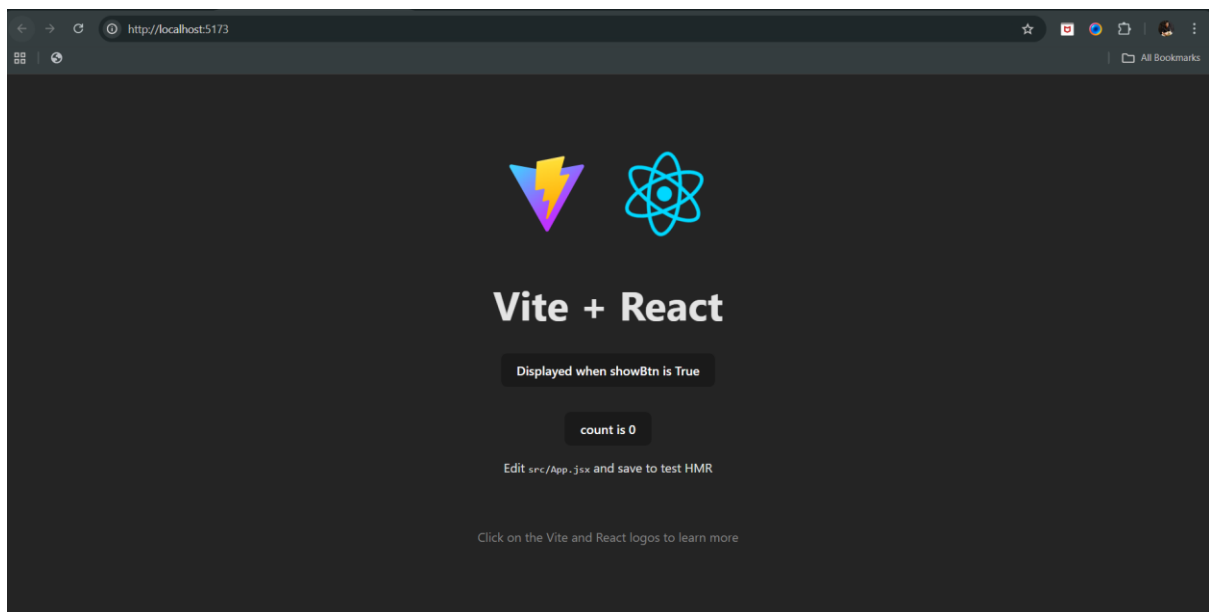 http://localhost:5173
All Bookmarks
Vite + React
Displayed when showBtn is True
count is 0
Edit src/App.jsx and save to test HMR
Click on the Vite and React logos to learn more